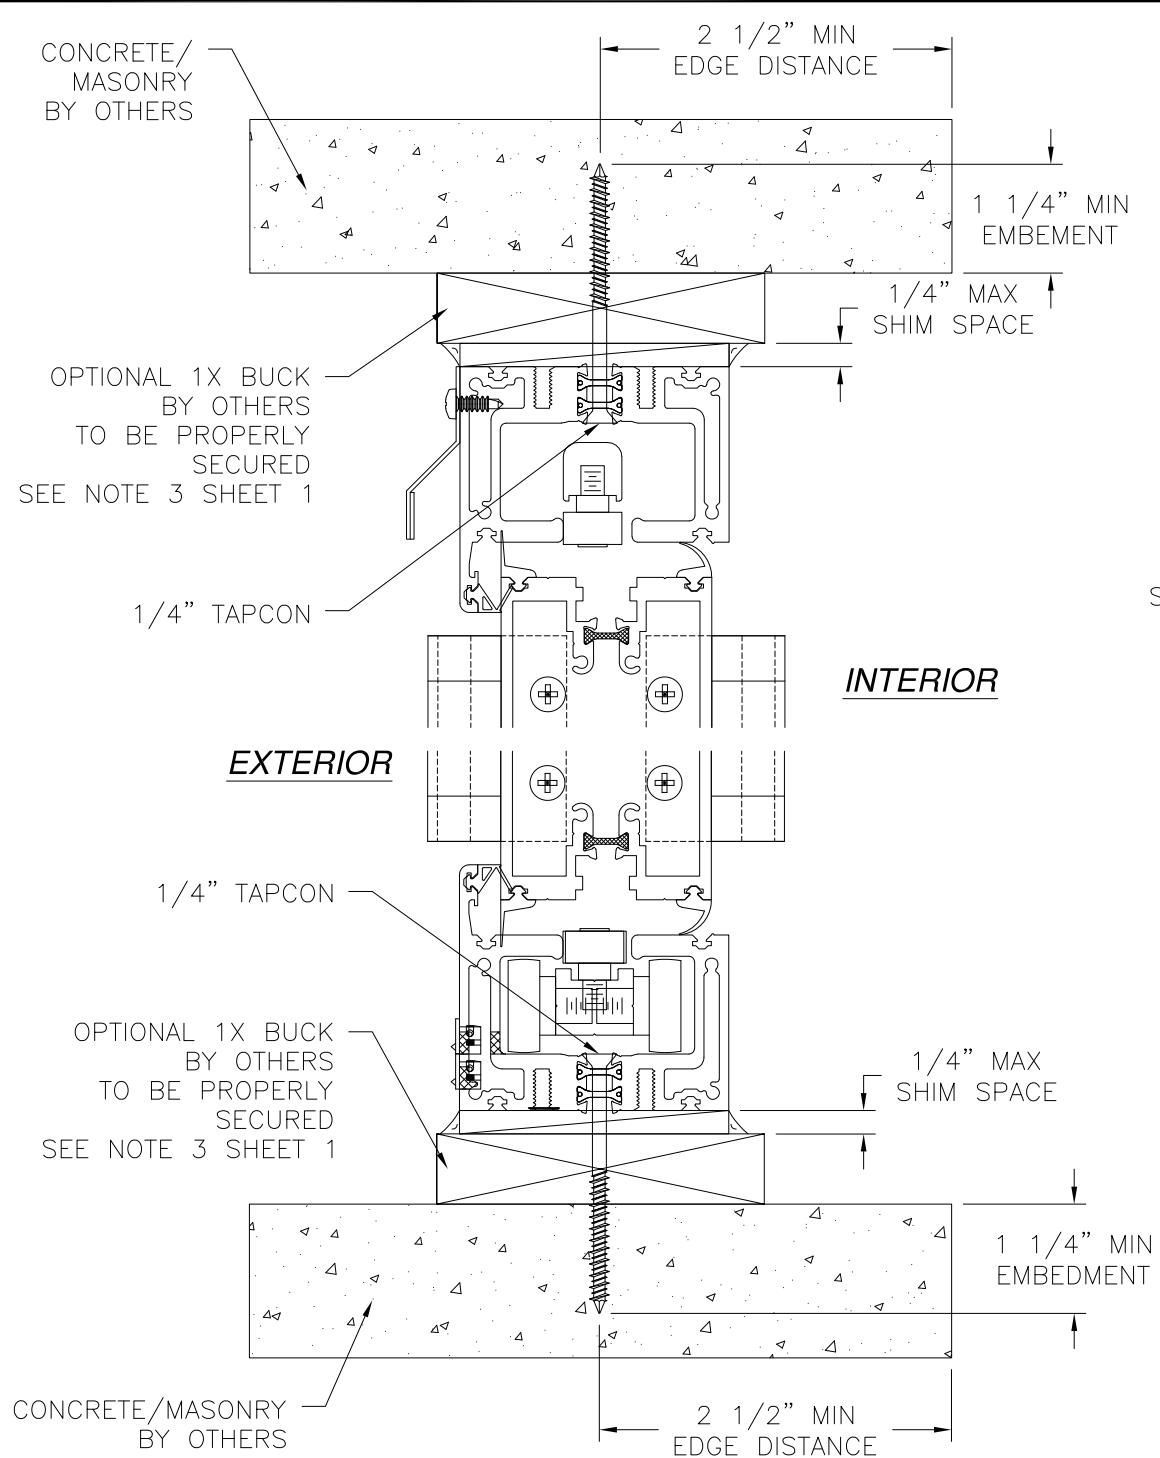 CONCRETE/
MASONRY
BY OTHERS
2 1/2” MIN
EDGE DISTANCE
1 1/4” MIN
EMBEMENT
1/4” MAX
SHIM SPACE
OPTIONAL 1X BUCK
BY OTHERS
TO BE PROPERLY
SECURED
SEE NOTE 3 SHEET 1
1/4” TAPCON
S
INTERIOR
EXTERIOR
1/4” TAPCON
OPTIONAL 1X BUCK
BY OTHERS
TO BE PROPERLY
SECURED
SEE NOTE 3 SHEET 1
1/4” MAX
SHIM SPACE
1 1/4” MIN
EMBEDMENT
CONCRETE/MASONRY
BY OTHERS
2 1/2” MIN
EDGE DISTANCE